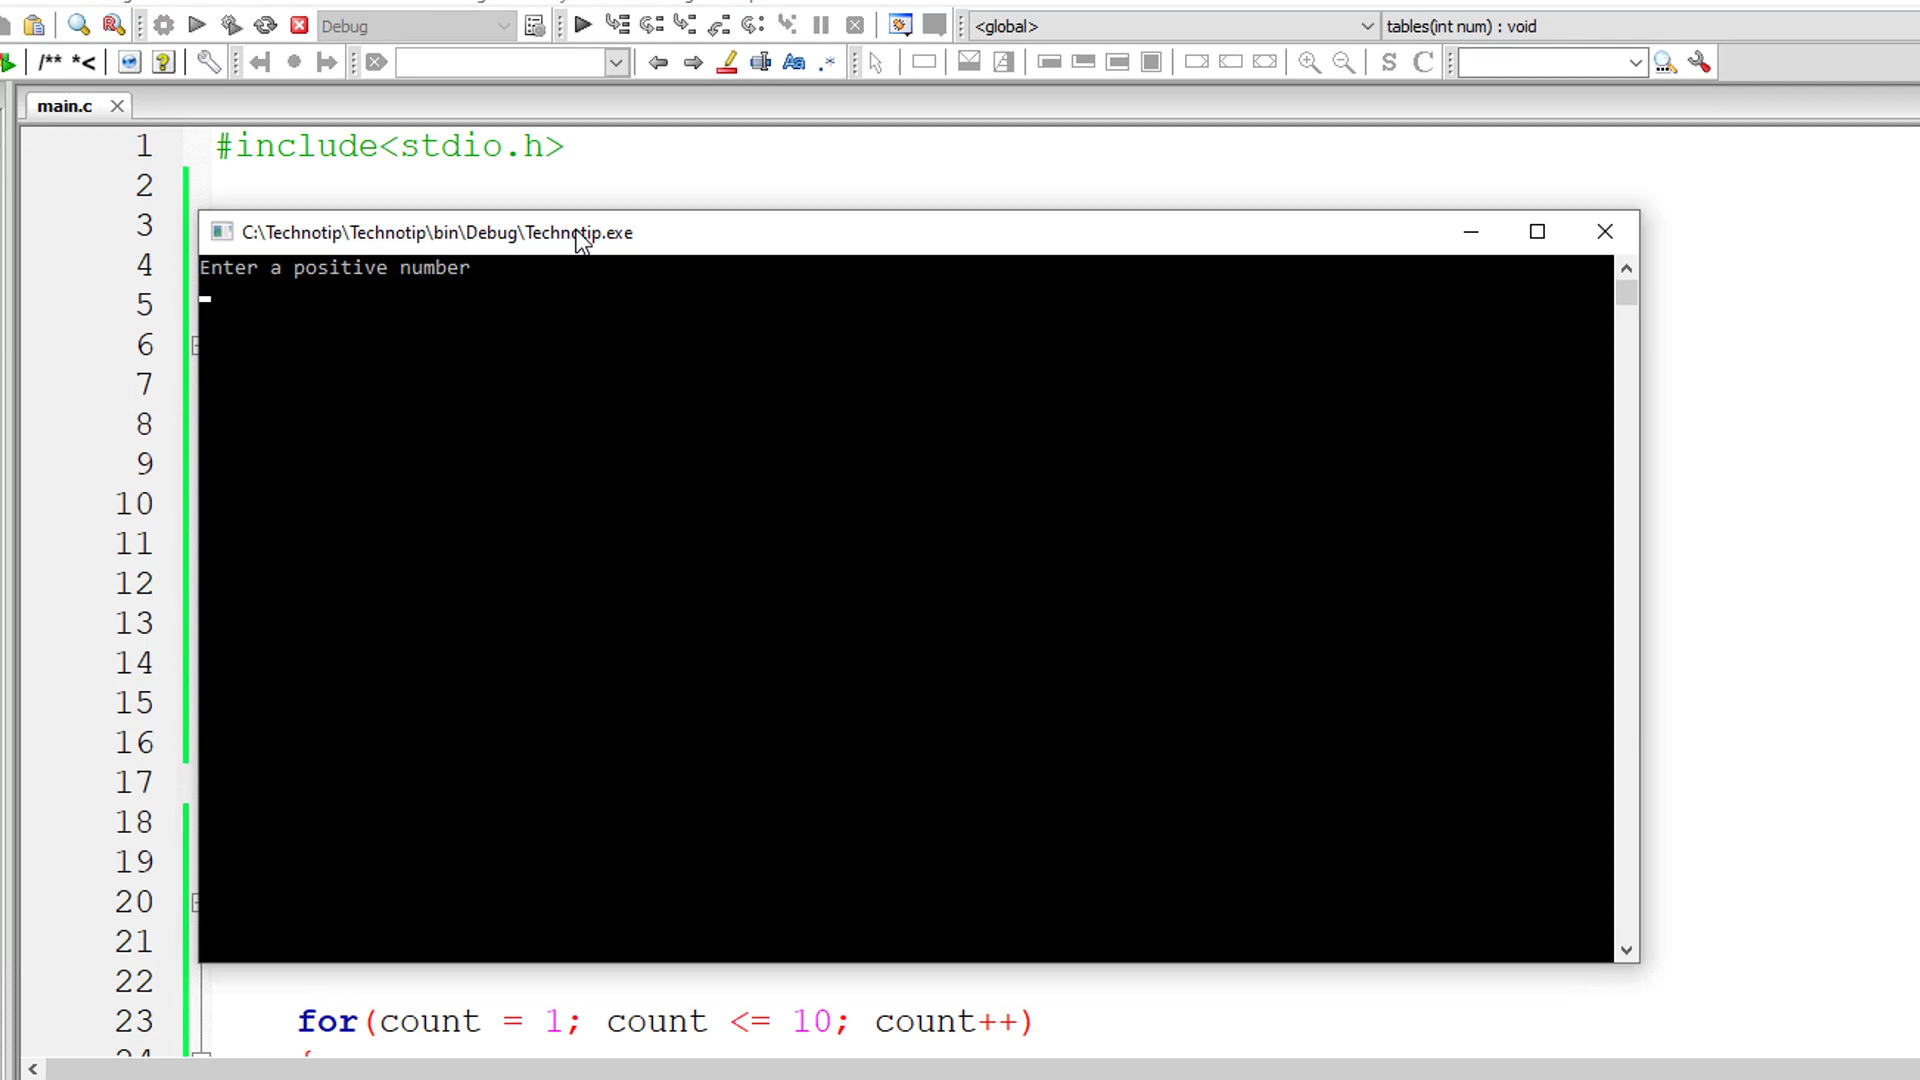 Debug
<global>
tables(int num) : void
/** *<
Aa
.*
S
C
main.c
1 #include<stdio.h>
2
3
C:\Technotip\Technotip\bin\Debug\Technotip.exe
Enter a positive number
4
5
6
7
8
9
10
11
12
13
14
15
16
17
18
19
20
21
22
23 for(count = 1; count <= 10; count++)
24 {